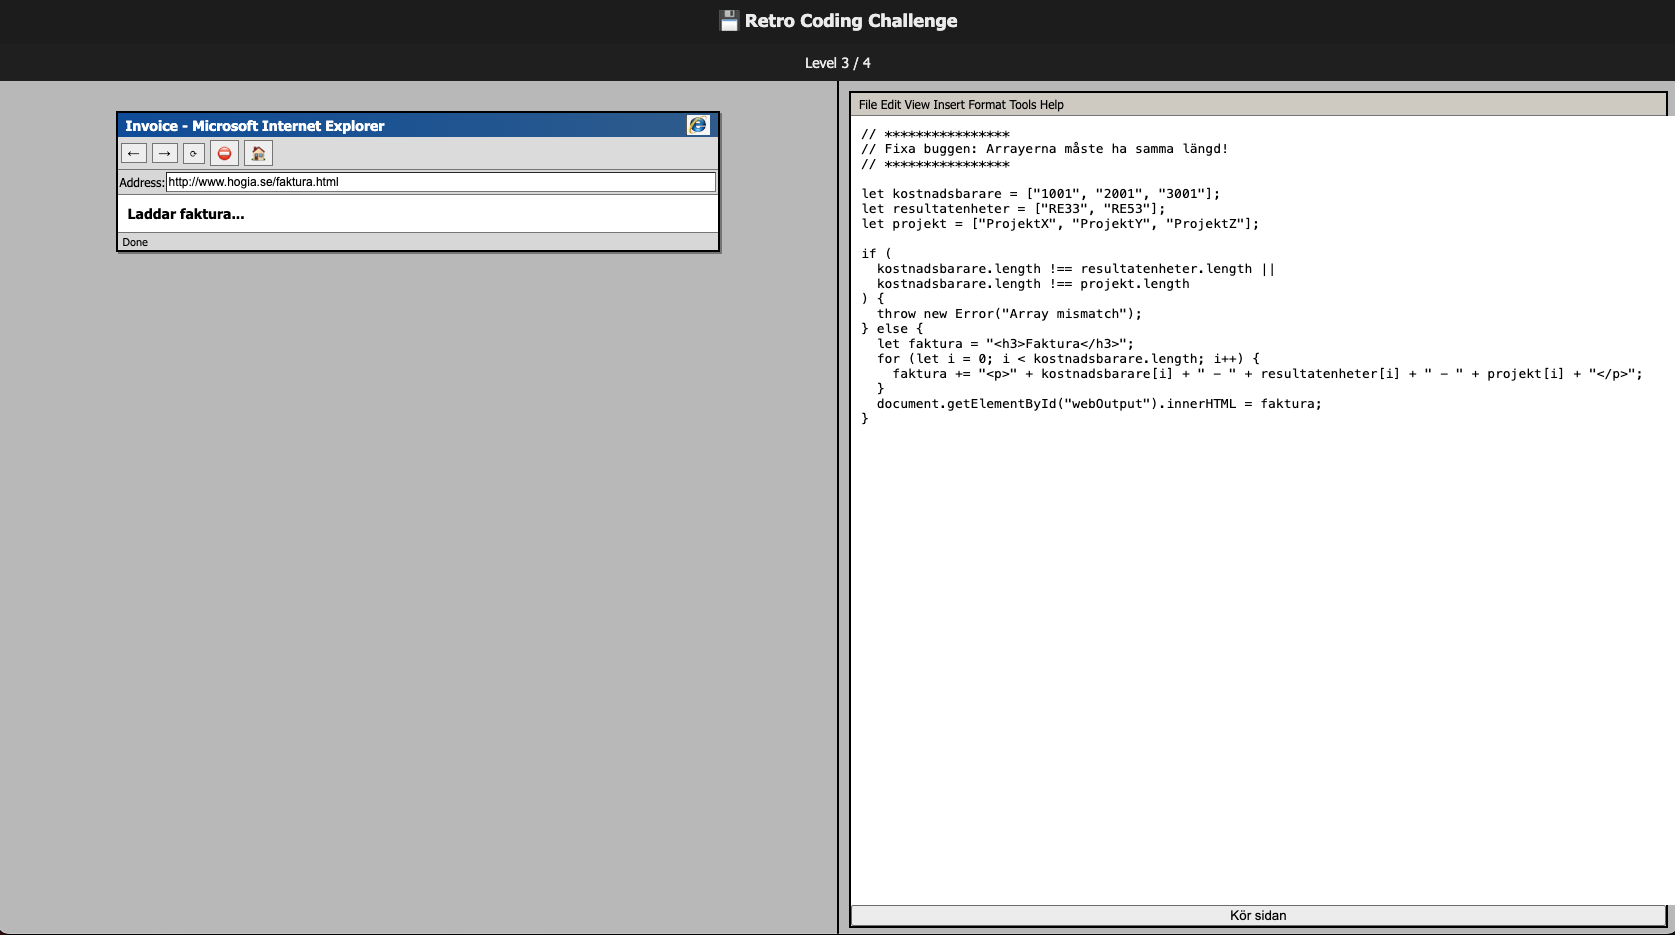 Retro Coding Challenge
Level 3 / 4
Invoice - Microsoft Internet Explorer
Address: http://www.hogia.se/faktura.html
Laddar faktura...
Done
File Edit View Insert Format Tools Help
// ****************
// Fixa buggen: Arrayerna måste ha samma längd!
// ****************
let kostnadsbarare = ["1001", "2001", "3001"];
let resultatenheter = ["RE33", "RE53"];
let projekt = ["ProjektX", "ProjektY", "ProjektZ"];
if (
  kostnadsbarare.length !== resultatenheter.length ||
  kostnadsbarare.length !== projekt.length
) {
  throw new Error("Array mismatch");
} else {
  let faktura = "<h3>Faktura</h3>";
  for (let i = 0; i < kostnadsbarare.length; i++) {
    faktura += "<p>" + kostnadsbarare[i] + " – " + resultatenheter[i] + " – " + projekt[i] + "</p>";
  }
  document.getElementById("webOutput").innerHTML = faktura;
}
Kör sidan